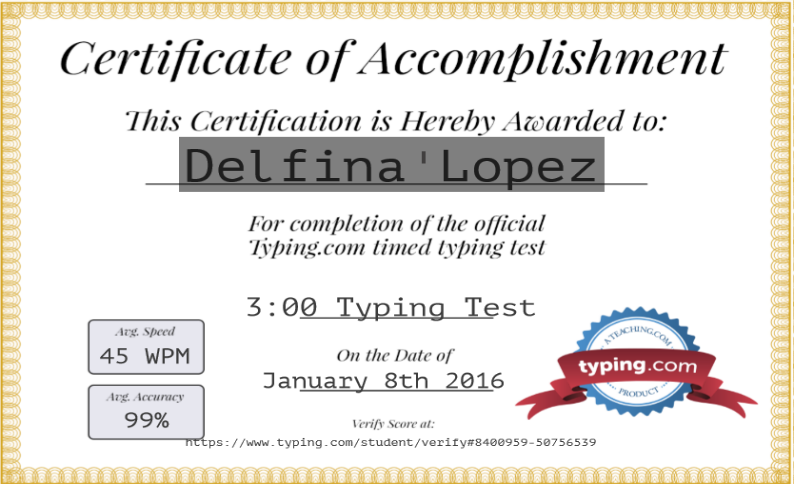 Certificate of Accomplishment
This Certification is Hereby Awarded to:
Delfina'Lopez
For completion of the official
Typing.com timed typing test
3:00 Typing Test
Avg. Speed
45 WPM
On the Date of
January 8th 2016
Avg. Accuracy
99%
Verify Score at:
https://www.typing.com/student/verify#8400959-50756539
A TEACHING.COM
typing.com
PRODUCT